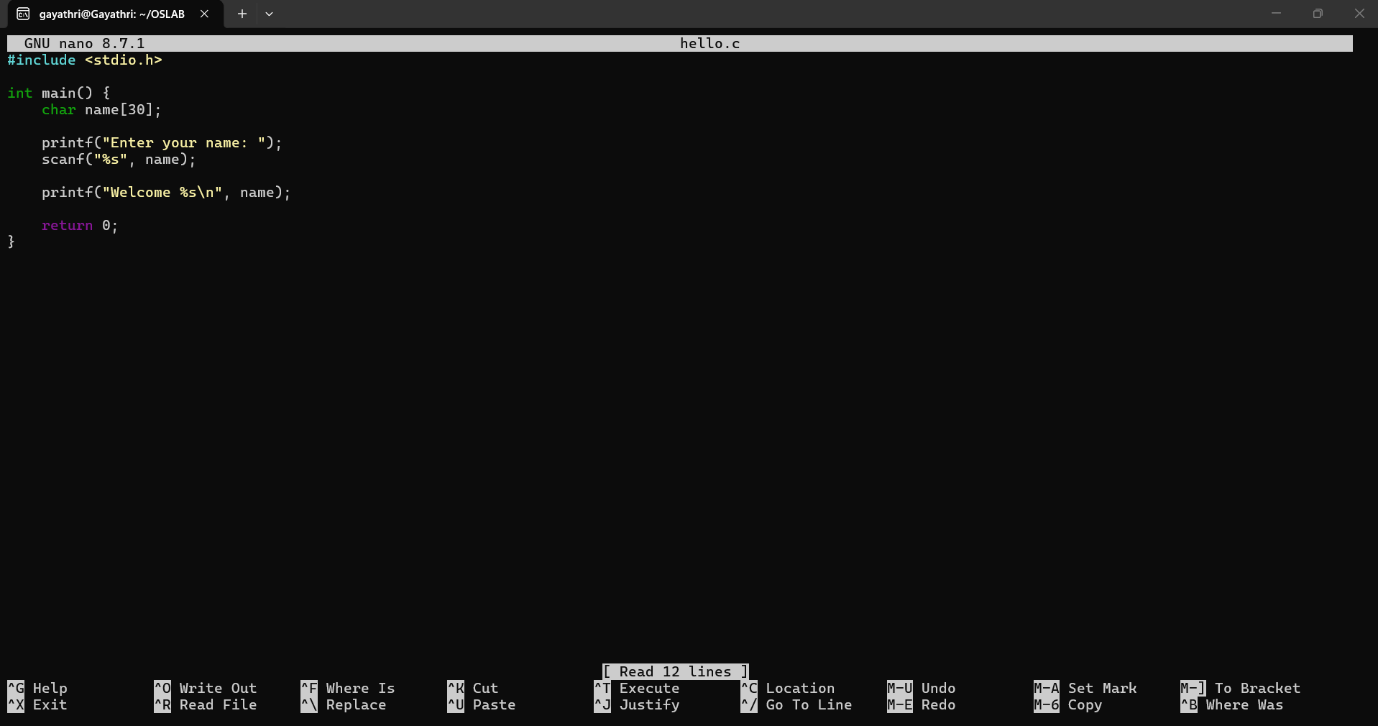 gayathri@Gayathri: ~/OSLAB
GNU nano 8.7.1 hello.c
#include <stdio.h>
int main() {
    char name[30];
    printf("Enter your name: ");
    scanf("%s", name);
    printf("Welcome %s\n", name);
    return 0;
}
[ Read 12 lines ]
^G Help ^O Write Out ^F Where Is ^K Cut ^T Execute ^C Location M-U Undo M-A Set Mark M-] To Bracket
^X Exit ^R Read File ^\ Replace ^U Paste ^J Justify ^/ Go To Line M-E Redo M-6 Copy ^B Where Was